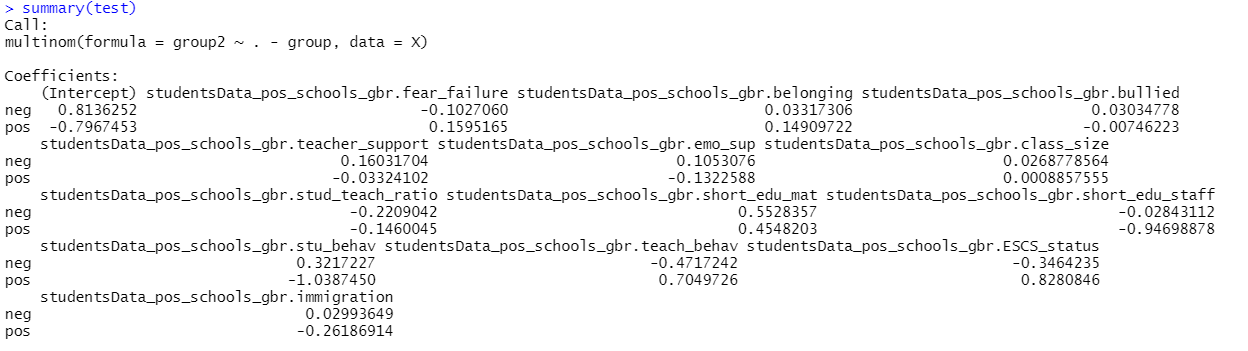 > summary(test)
Call:
multinom(formula = group2 ~ . - group, data = X)
Coefficients:
(Intercept) studentsData_pos_schools_gbr.fear_failure studentsData_pos_schools_gbr.belonging studentsData_pos_schools_gbr.bullied
neg 0.8136252 -0.1027060 0.03317306 0.03034778
pos -0.7967453 0.1595165 0.14909722 -0.00746223
studentsData_pos_schools_gbr.teacher_support studentsData_pos_schools_gbr.emo_sup studentsData_pos_schools_gbr.class_size
neg 0.16031704 0.1053076 0.0268778564
pos -0.03324102 -0.1322588 0.0008857555
studentsData_pos_schools_gbr.stud_teach_ratio studentsData_pos_schools_gbr.short_edu_mat studentsData_pos_schools_gbr.short_edu_staff
neg -0.2209042 0.5528357 -0.02843112
pos -0.1460045 0.4548203 -0.94698878
studentsData_pos_schools_gbr.stu_behav studentsData_pos_schools_gbr.teach_behav studentsData_pos_schools_gbr.ESCS_status
neg 0.3217227 -0.4717242 -0.3464235
pos -1.0387450 0.7049726 0.8280846
studentsData_pos_schools_gbr.immigration
neg 0.02993649
pos -0.26186914